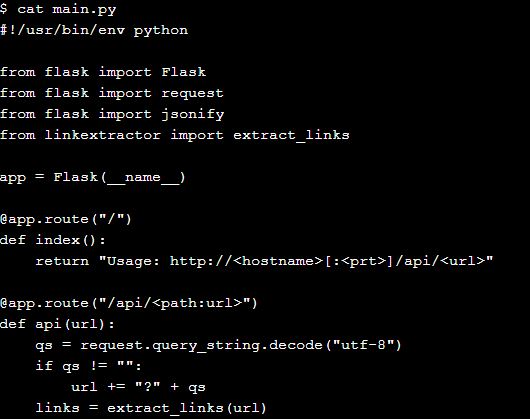 $ cat main.py
#!/usr/bin/env python
from flask import Flask
from flask import request
from flask import jsonify
from linkextractor import extract_links
app = Flask(__name__)
@app.route("/")
def index():
    return "Usage: http://<hostname>[:<prt>]/api/<url>"
@app.route("/api/<path:url>")
def api(url):
    qs = request.query_string.decode("utf-8")
    if qs != "":
        url += "?" + qs
    links = extract_links(url)